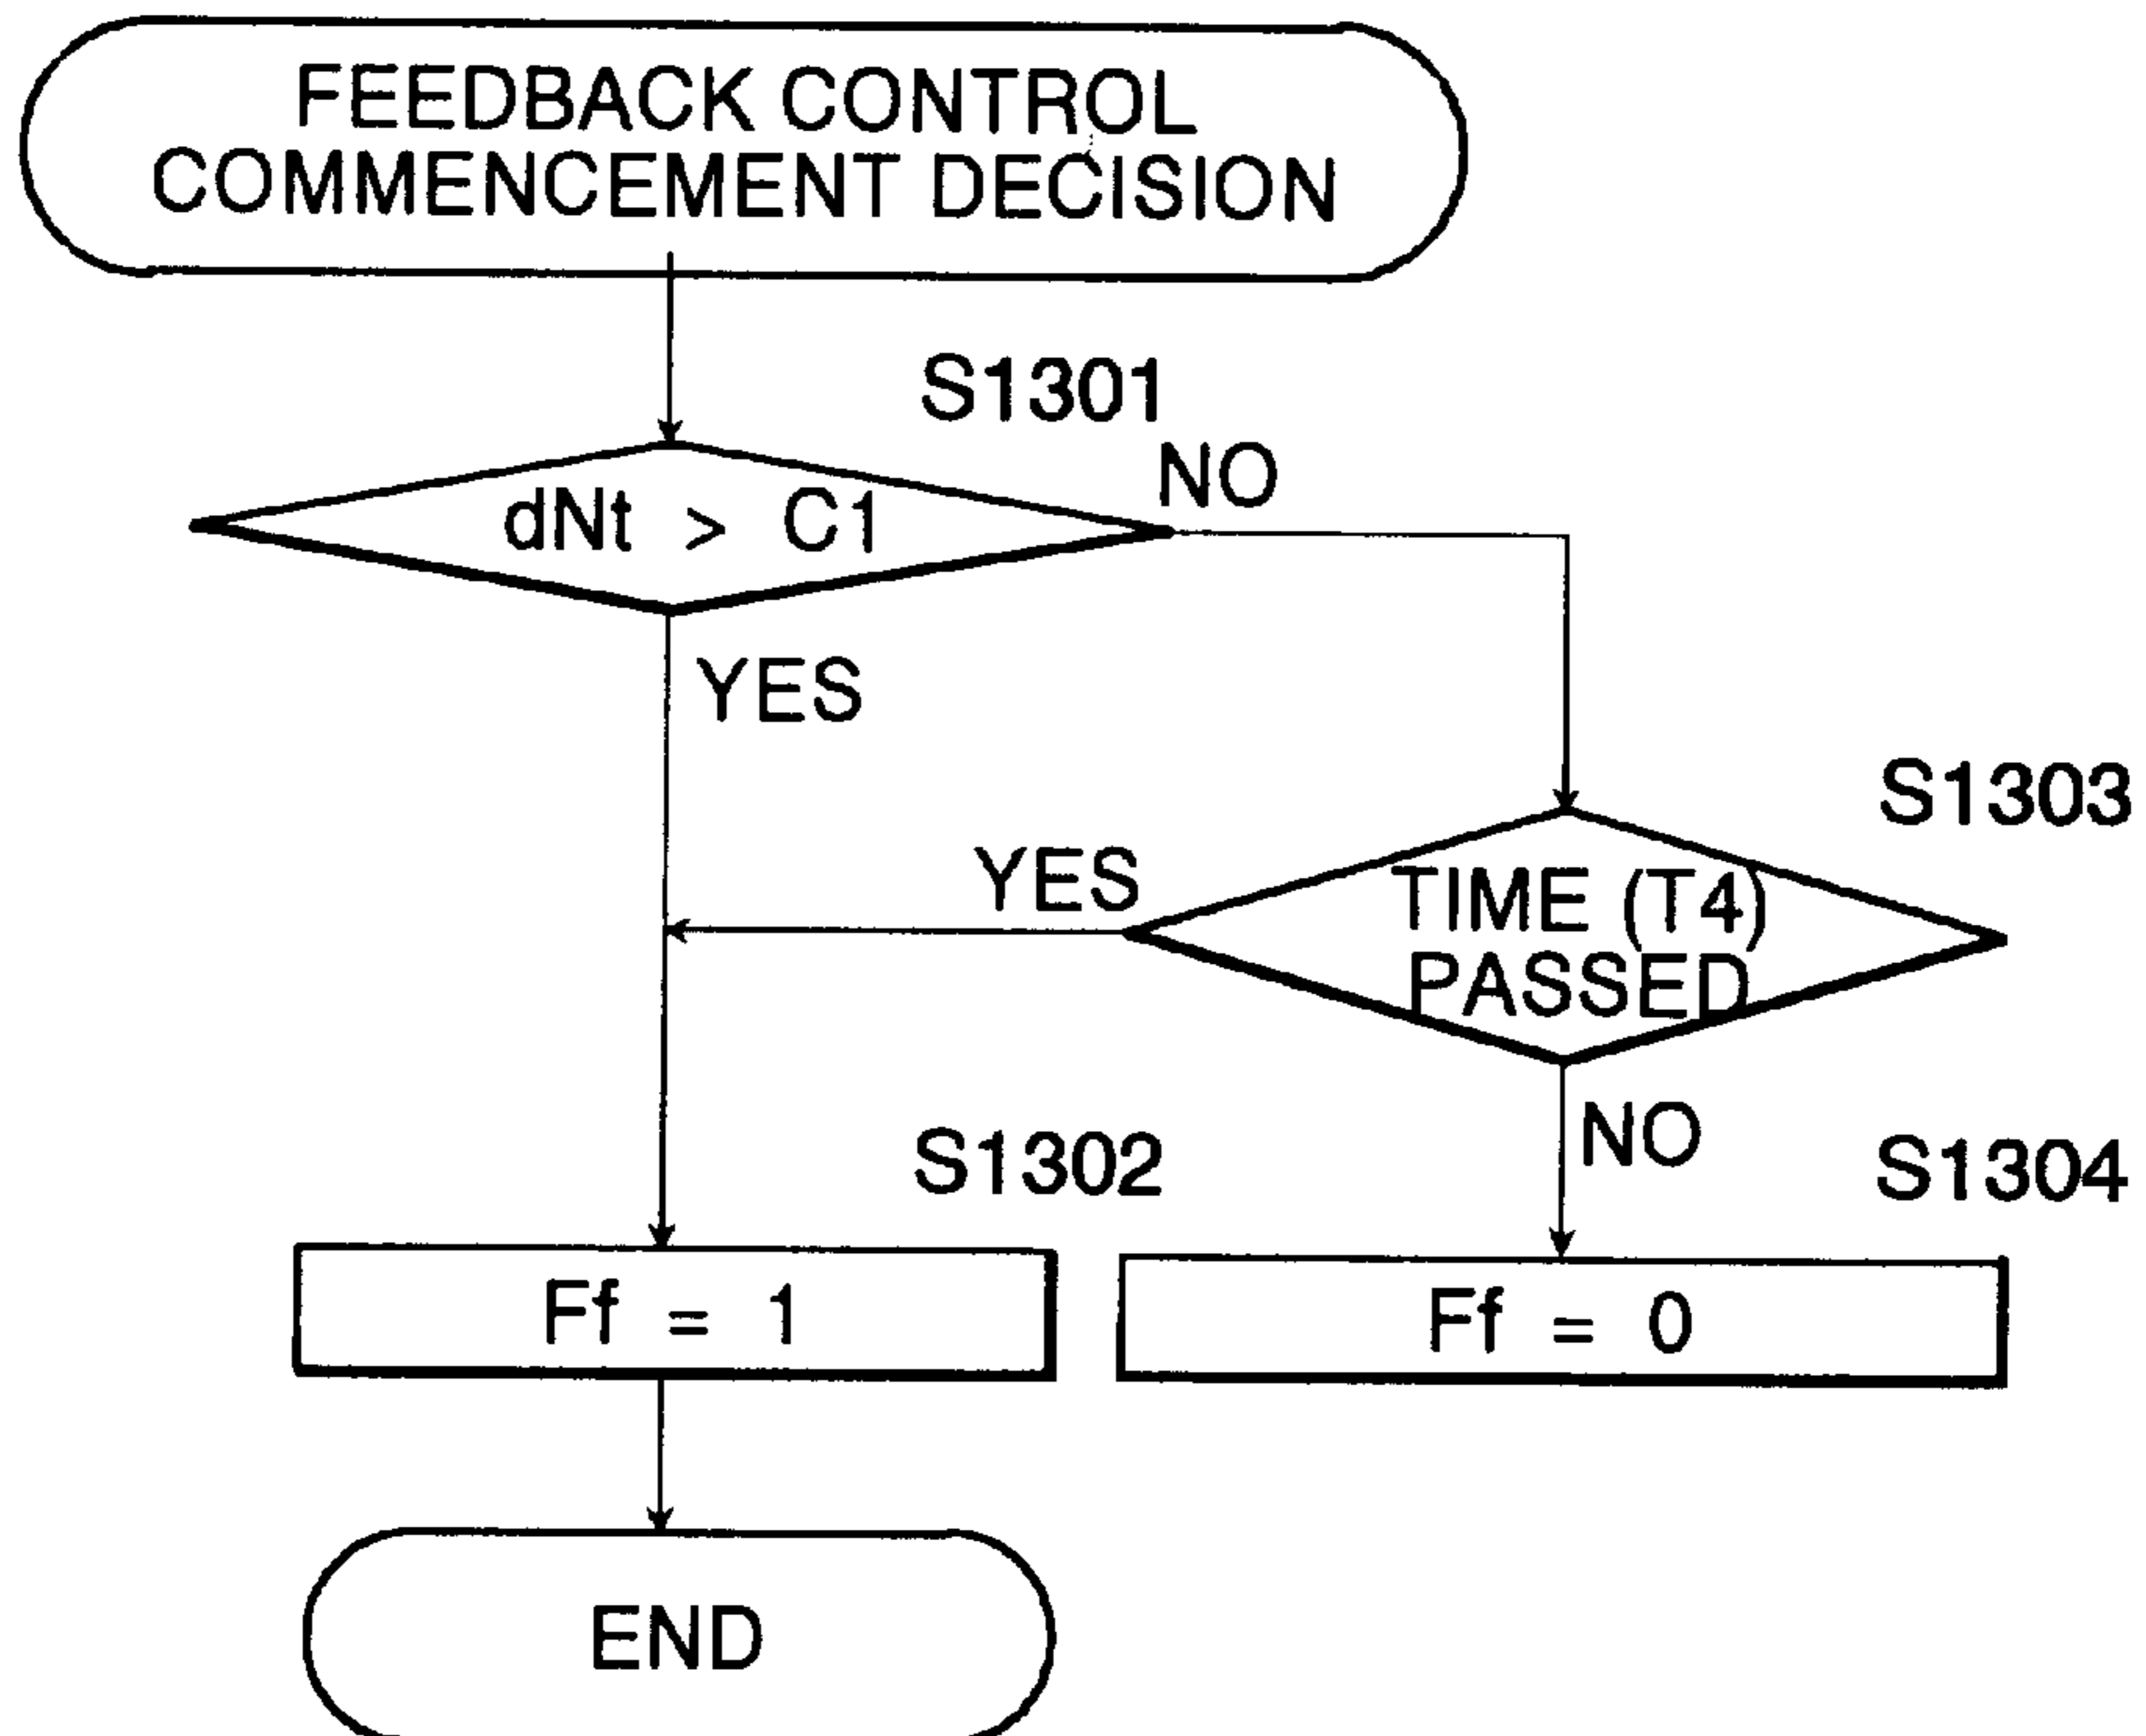 FEEDBACK CONTROL
COMMENCEMENT DECISION
S1301
NO
dNt > C1
YES
S1303
YES
TIME (T4)
PASSED
NO
S1302
S1304
Ff = 1
Ff = 0
END